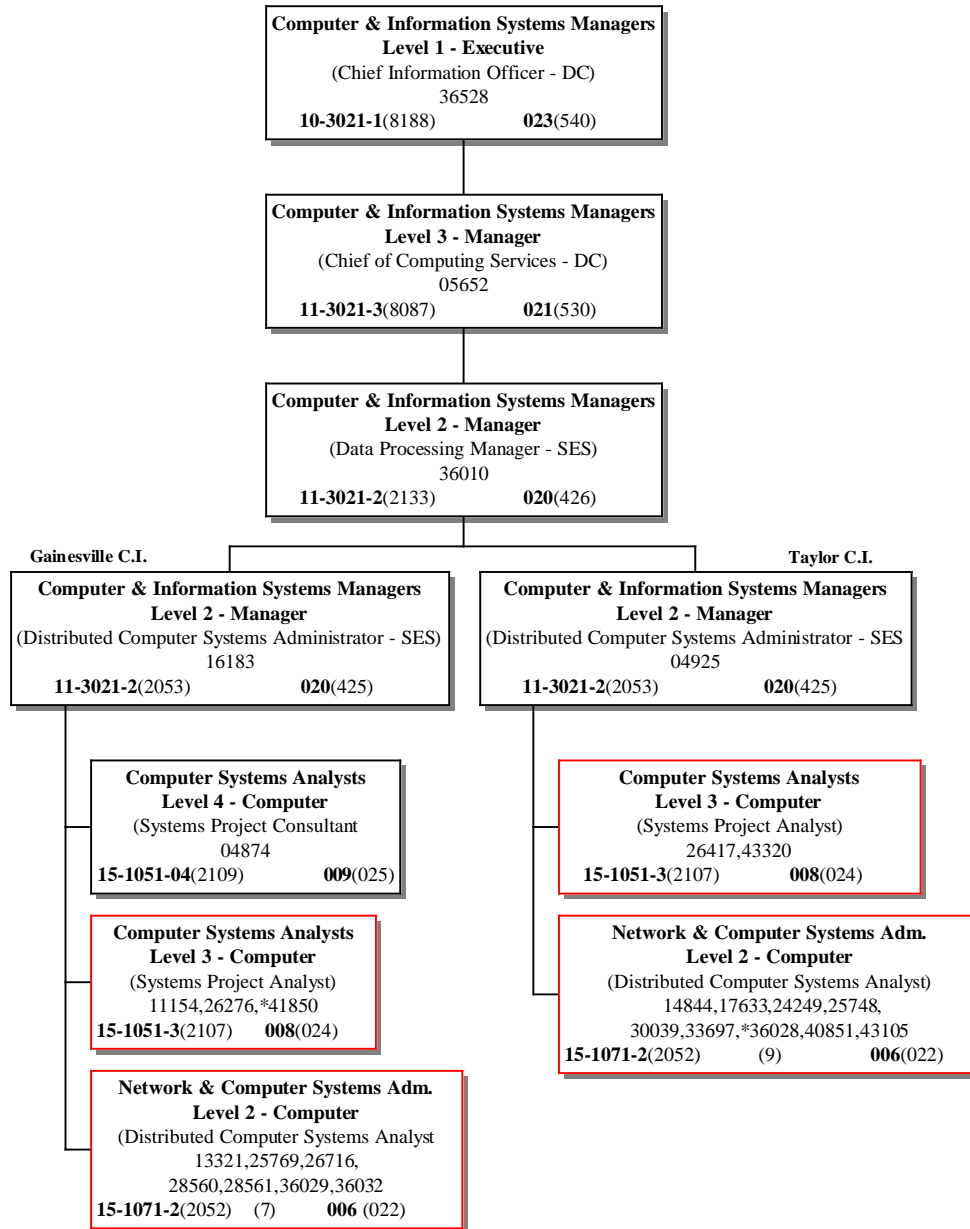 Computer & Information Systems Managers
Level 1 - Executive
(Chief Information Officer - DC)
36528
10-3021-1(8188) 023(540)
Computer & Information Systems Managers
Level 3 - Manager
(Chief of Computing Services - DC)
05652
11-3021-3(8087) 021(530)
Computer & Information Systems Managers
Level 2 - Manager
(Data Processing Manager - SES)
36010
11-3021-2(2133) 020(426)
Gainesville C.I.
Computer & Information Systems Managers
Level 2 - Manager
(Distributed Computer Systems Administrator - SES)
16183
11-3021-2(2053) 020(425)
Computer Systems Analysts
Level 4 - Computer
(Systems Project Consultant
04874
15-1051-04(2109) 009(025)
Computer Systems Analysts
Level 3 - Computer
(Systems Project Analyst)
11154,26276,*41850
15-1051-3(2107) 008(024)
Network & Computer Systems Adm.
Level 2 - Computer
(Distributed Computer Systems Analyst
13321,25769,26716,
28560,28561,36029,36032
15-1071-2(2052) (7) 006 (022)
Taylor C.I.
Computer & Information Systems Managers
Level 2 - Manager
(Distributed Computer Systems Administrator - SES
04925
11-3021-2(2053) 020(425)
Computer Systems Analysts
Level 3 - Computer
(Systems Project Analyst)
26417,43320
15-1051-3(2107) 008(024)
Network & Computer Systems Adm.
Level 2 - Computer
(Distributed Computer Systems Analyst)
14844,17633,24249,25748,
30039,33697,*36028,40851,43105
15-1071-2(2052) (9) 006(022)